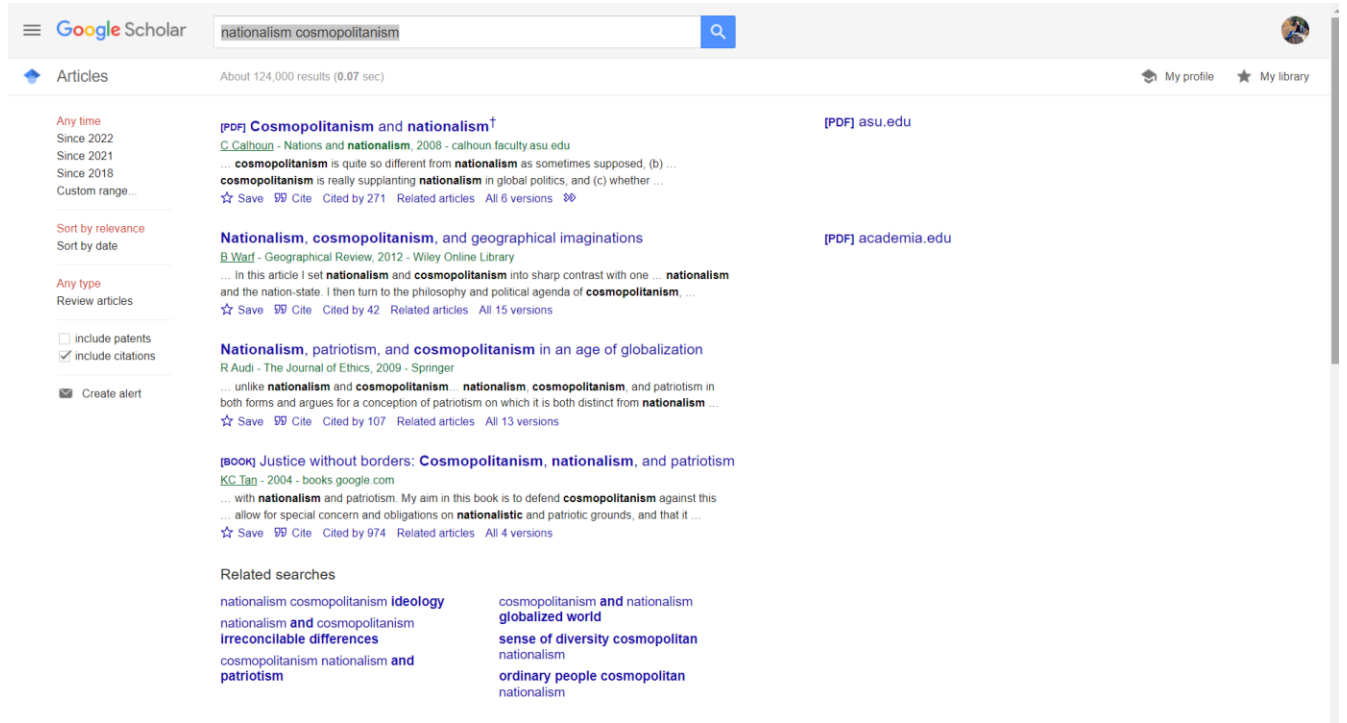 Google Scholar
nationalism cosmopolitanism
Articles
About 124,000 results (0.07 sec)
My profile
My library
Any time
Since 2022
Since 2021
Since 2018
Custom range...
Sort by relevance
Sort by date
Any type
Review articles
include patents
include citations
Create alert
[PDF] Cosmopolitanism and nationalism†
C Calhoun - Nations and nationalism, 2008 - calhoun.faculty.asu.edu
… cosmopolitanism is quite so different from nationalism as sometimes supposed, (b) …
cosmopolitanism is really supplanting nationalism in global politics, and (c) whether …
Save Cite Cited by 271 Related articles All 6 versions
[PDF] asu.edu
Nationalism, cosmopolitanism, and geographical imaginations
B Warf - Geographical Review, 2012 - Wiley Online Library
… In this article I set nationalism and cosmopolitanism into sharp contrast with one … nationalism
and the nation-state. I then turn to the philosophy and political agenda of cosmopolitanism, …
Save Cite Cited by 42 Related articles All 15 versions
[PDF] academia.edu
Nationalism, patriotism, and cosmopolitanism in an age of globalization
R Audi - The Journal of Ethics, 2009 - Springer
… unlike nationalism and cosmopolitanism… nationalism, cosmopolitanism, and patriotism in
both forms and argues for a conception of patriotism on which it is both distinct from nationalism …
Save Cite Cited by 107 Related articles All 13 versions
[BOOK] Justice without borders: Cosmopolitanism, nationalism, and patriotism
KC Tan - 2004 - books.google.com
… with nationalism and patriotism. My aim in this book is to defend cosmopolitanism against this
… allow for special concern and obligations on nationalistic and patriotic grounds, and that it …
Save Cite Cited by 974 Related articles All 4 versions
Related searches
nationalism cosmopolitanism ideology
nationalism and cosmopolitanism
irreconcilable differences
cosmopolitanism nationalism and
patriotism
cosmopolitanism and nationalism
globalized world
sense of diversity cosmopolitan
nationalism
ordinary people cosmopolitan
nationalism